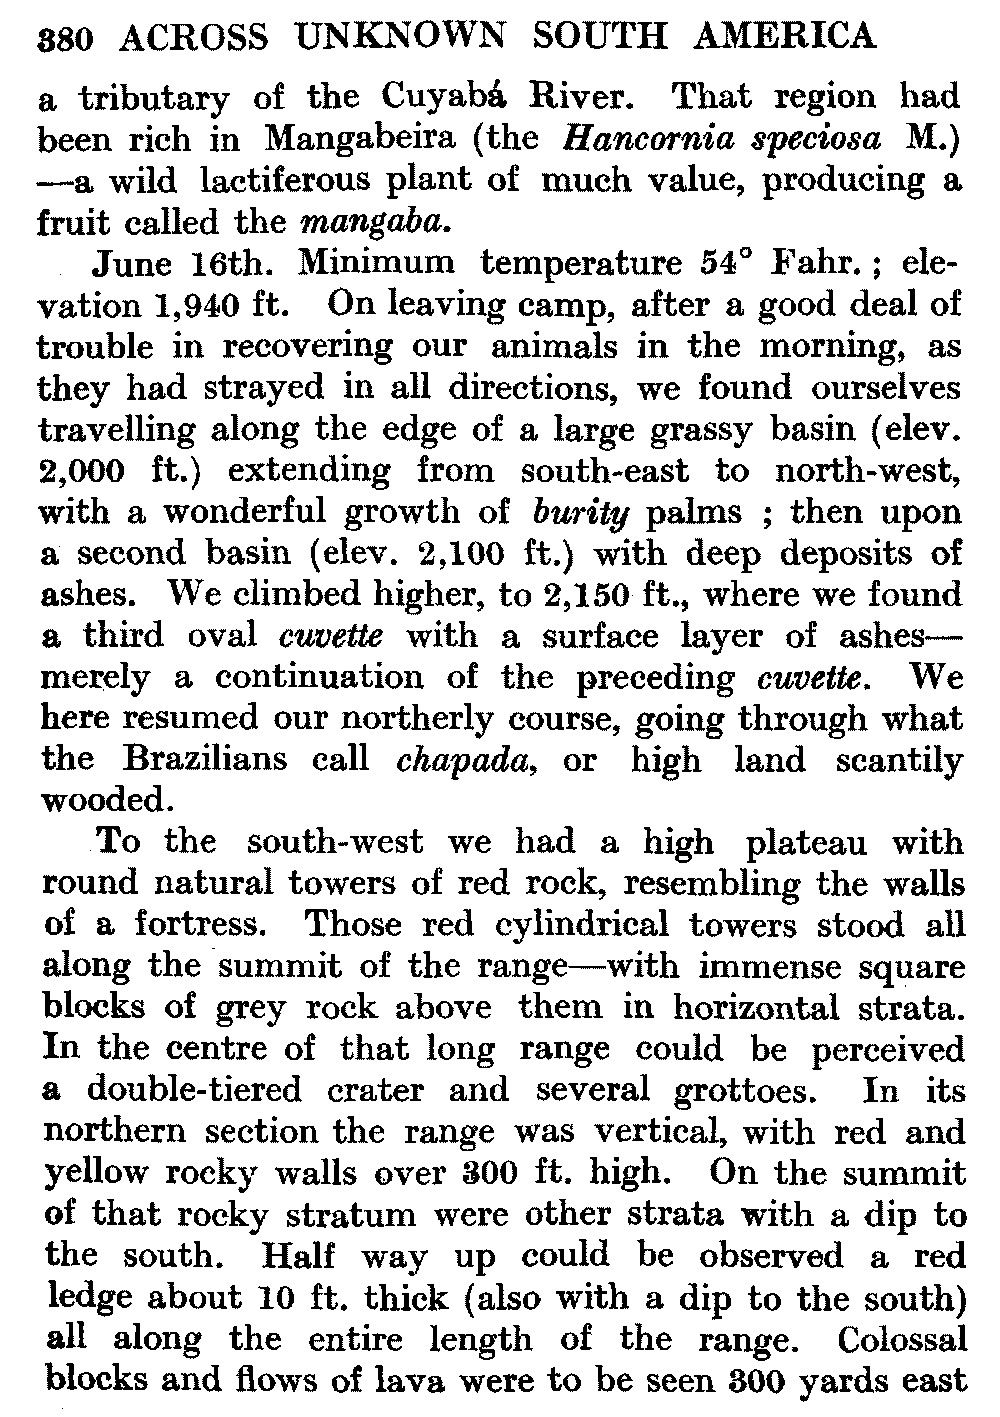 380 ACROSS UNKNOWN SOUTH AMERICA
a tributary of the Cuyabá River. That region had
been rich in Mangabeira (the Hancornia speciosa M.)
—a wild lactiferous plant of much value, producing a
fruit called the mangaba.
June 16th. Minimum temperature 54° Fahr. ; ele-
vation 1,940 ft. On leaving camp, after a good deal of
trouble in recovering our animals in the morning, as
they had strayed in all directions, we found ourselves
travelling along the edge of a large grassy basin (elev.
2,000 ft.) extending from south-east to north-west,
with a wonderful growth of burity palms ; then upon
a second basin (elev. 2,100 ft.) with deep deposits of
ashes. We climbed higher, to 2,150 ft., where we found
a third oval cuvette with a surface layer of ashes—
merely a continuation of the preceding cuvette. We
here resumed our northerly course, going through what
the Brazilians call chapada, or high land scantily
wooded.
To the south-west we had a high plateau with
round natural towers of red rock, resembling the walls
of a fortress. Those red cylindrical towers stood all
along the summit of the range—with immense square
blocks of grey rock above them in horizontal strata.
In the centre of that long range could be perceived
a double-tiered crater and several grottoes. In its
northern section the range was vertical, with red and
yellow rocky walls over 300 ft. high. On the summit
of that rocky stratum were other strata with a dip to
the south. Half way up could be observed a red
ledge about 10 ft. thick (also with a dip to the south)
all along the entire length of the range. Colossal
blocks and flows of lava were to be seen 300 yards east